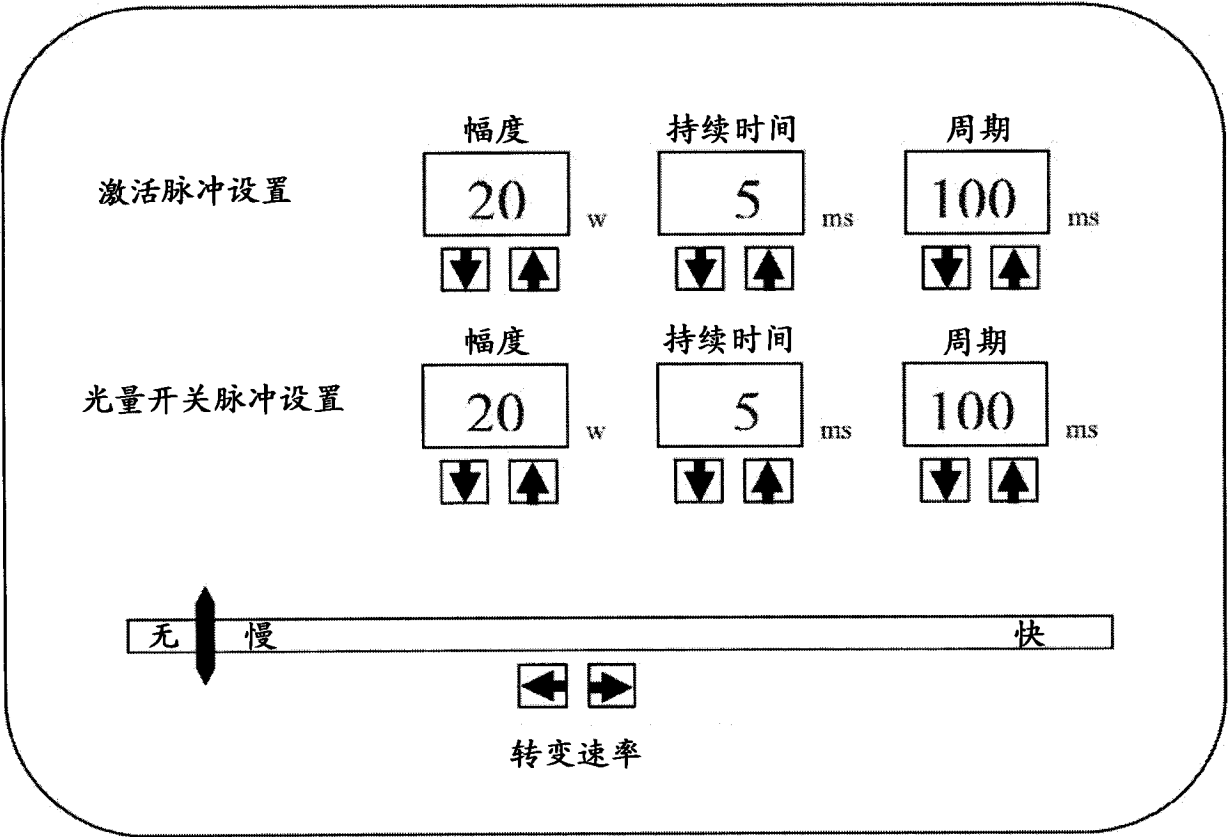 幅度 持续时间 周期
激活脉冲设置 20 w 5 ms 100 ms
幅度 持续时间 周期
光量开关脉冲设置 20 w 5 ms 100 ms
无 慢 快
转变速率